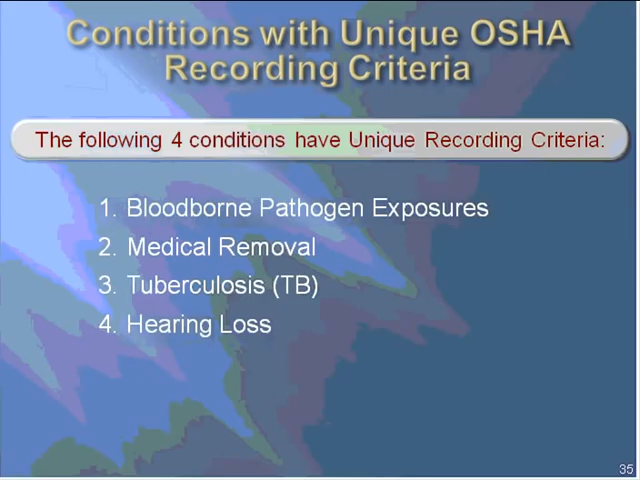 Conditions with Unique OSHA
Recording Criteria
The following 4 conditions have Unique Recording Criteria:
1. Bloodborne Pathogen Exposures
2. Medical Removal
3. Tuberculosis (TB)
4. Hearing Loss
35